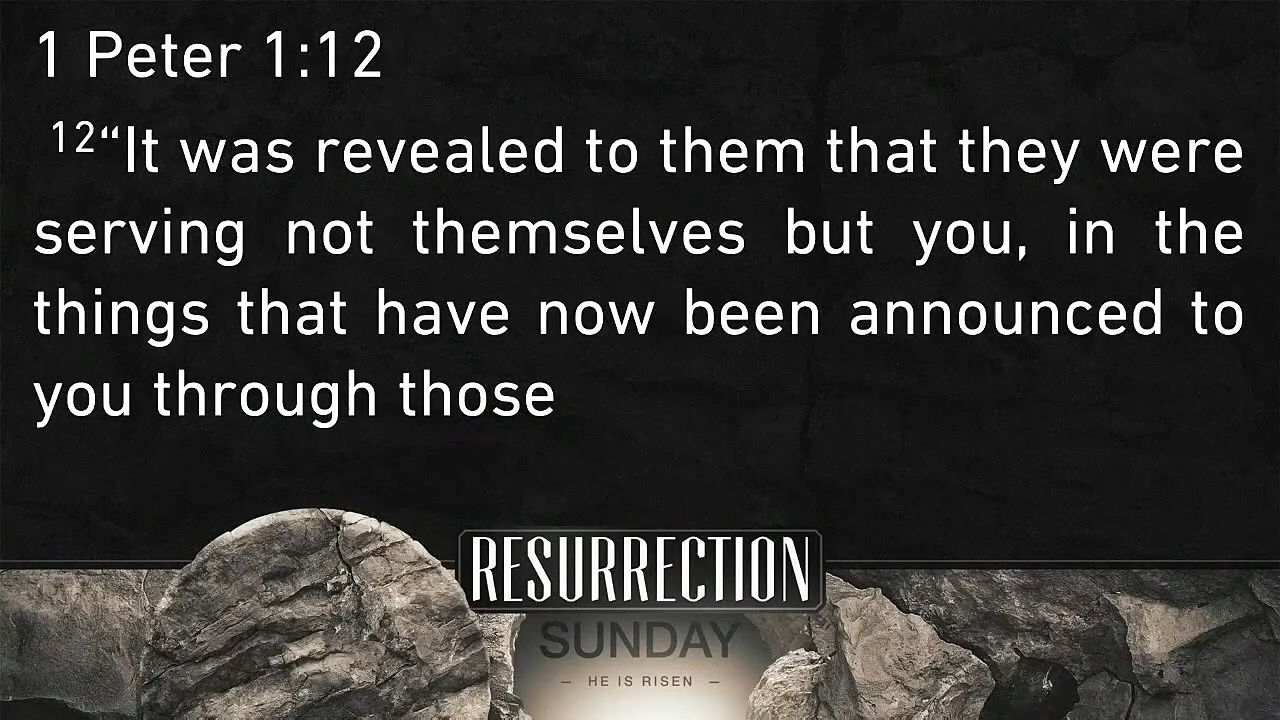 1 Peter 1:12
12“It was revealed to them that they were
serving not themselves but you, in the
things that have now been announced to
you through those
RESURRECTION
SUNDAY
– HE IS RISEN –